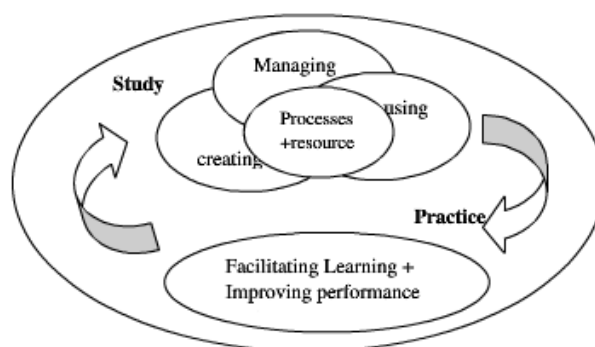 Managing
Study
using
Processes
+resource
creating
Practice
Facilitating Learning +
Improving performance